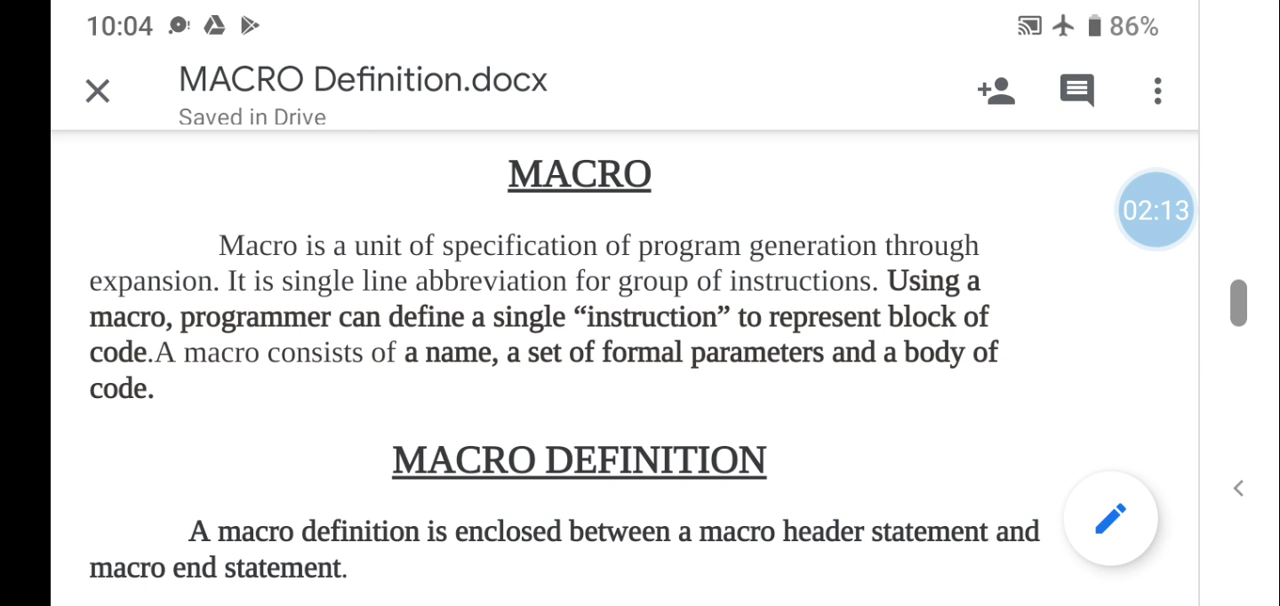 10:04 86%
MACRO Definition.docx
Saved in Drive
MACRO
02:13
Macro is a unit of specification of program generation through
expansion. It is single line abbreviation for group of instructions. Using a
macro, programmer can define a single “instruction” to represent block of
code.A macro consists of a name, a set of formal parameters and a body of
code.
MACRO DEFINITION
A macro definition is enclosed between a macro header statement and
macro end statement.